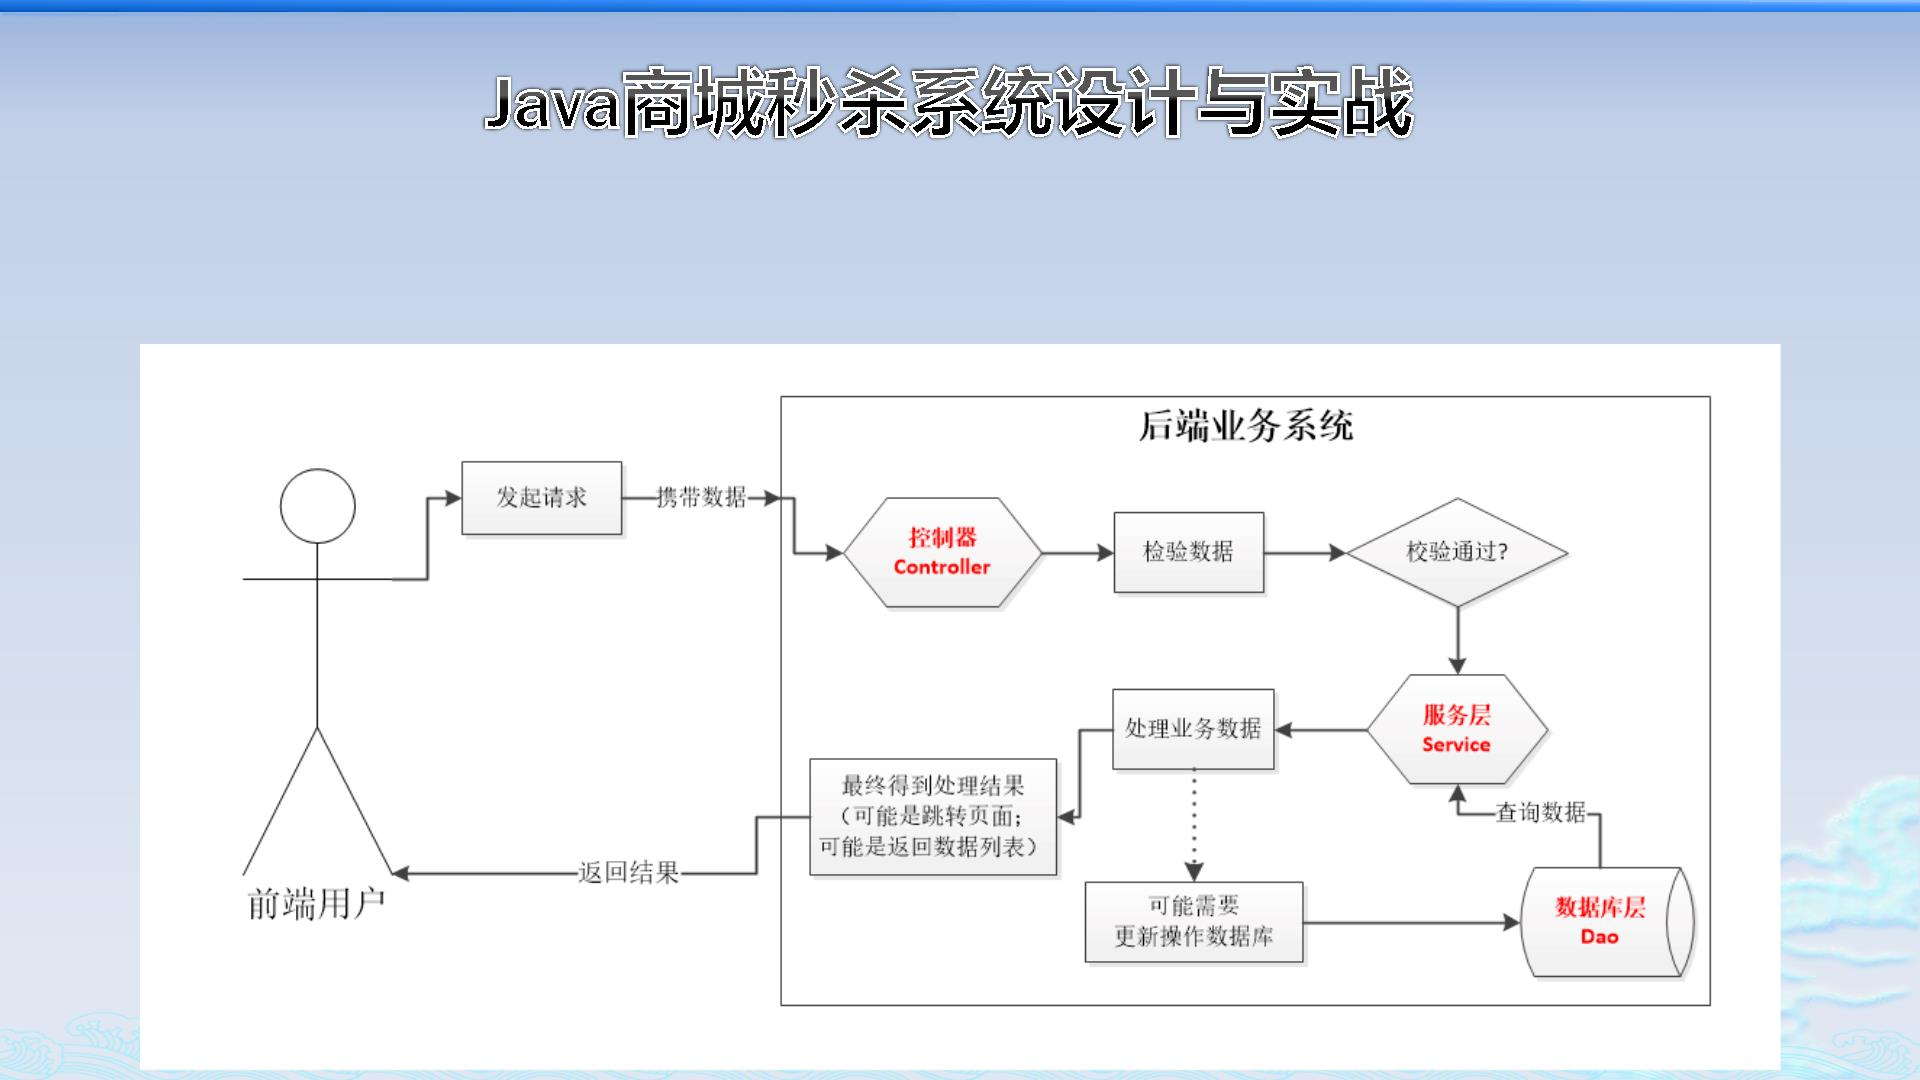 Java商城秒杀系统设计与实战
后端业务系统
发起请求
携带数据
控制器
Controller
检验数据
校验通过?
服务层
Service
处理业务数据
最终得到处理结果
（可能是跳转页面；
可能是返回数据列表）
查询数据
返回结果
前端用户
可能需要
更新操作数据库
数据库层
Dao